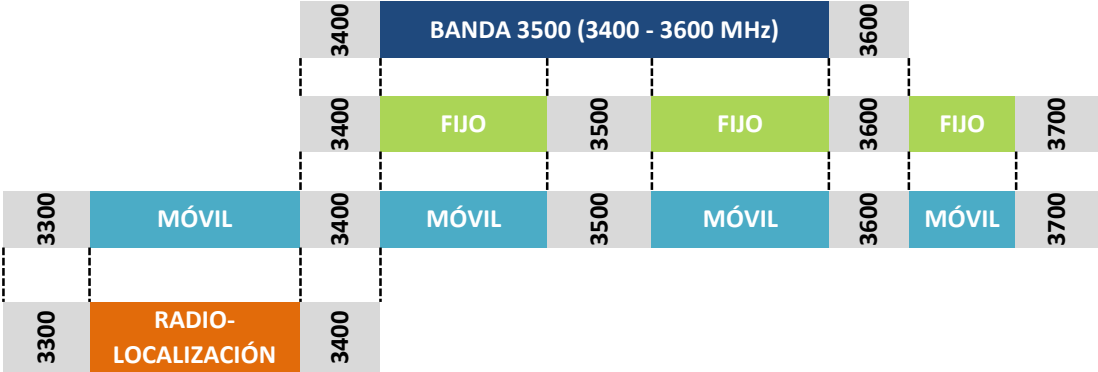 3400 BANDA 3500 (3400 - 3600 MHz) 3600
3400 FIJO 3500 FIJO 3600 FIJO 3700
3300 MÓVIL 3400 MÓVIL 3500 MÓVIL 3600 MÓVIL 3700
3300 RADIO- 3400
LOCALIZACIÓN